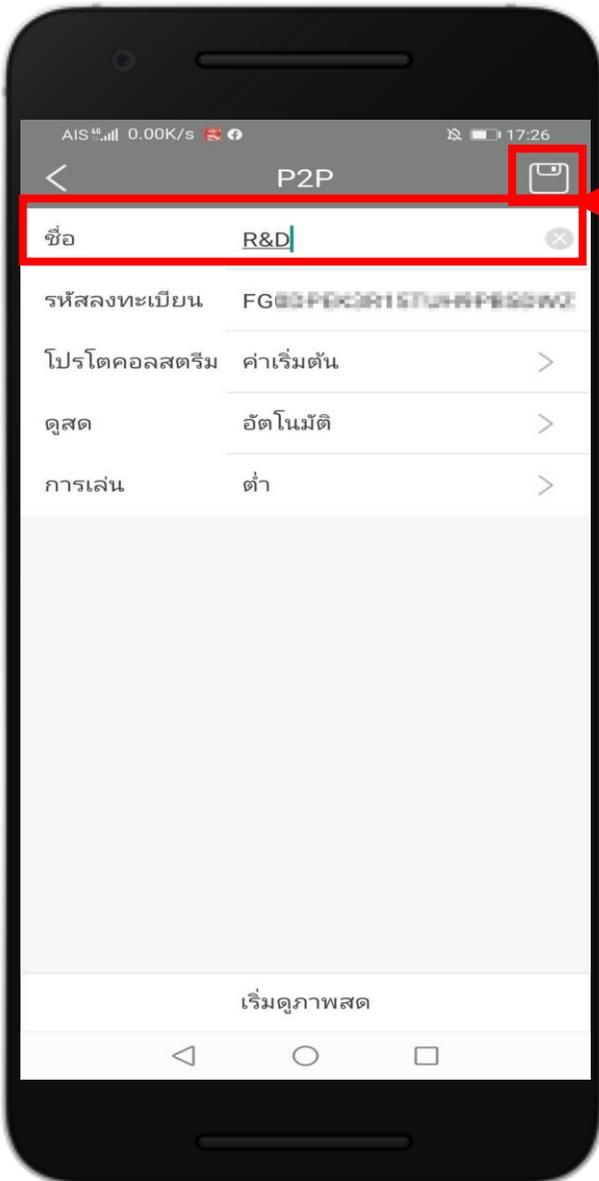 AIS 4G 0.00K/s 17:26
P2P
ชื่อ R&D
รหัสลงทะเบียน FG
โปรโตคอลสตรีม ค่าเริ่มต้น
ดูสด อัตโนมัติ
การเล่น ต่ำ
เริ่มดูภาพสด